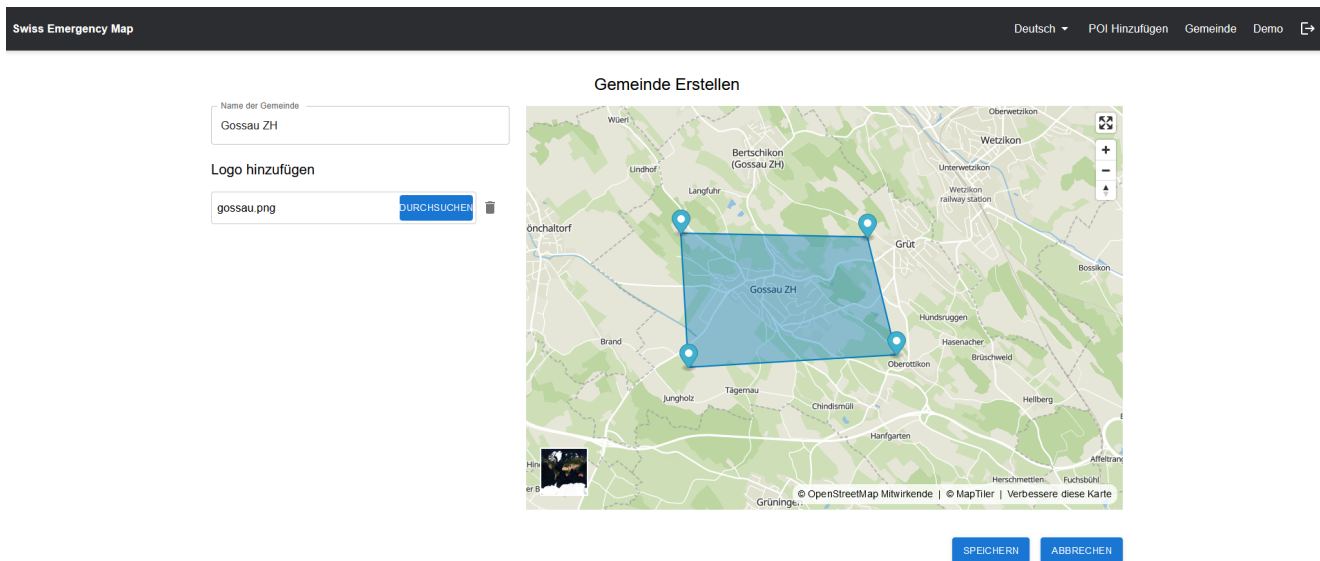 Swiss Emergency Map
Deutsch POI Hinzufügen Gemeinde Demo
Gemeinde Erstellen
Name der Gemeinde
Gossau ZH
Logo hinzufügen
gossau.png DURCHSUCHEN
Oberwetzikon
Wüeri
Wetzikon
Bertschikon
(Gossau ZH)
Lindhof
Unterwetzikon
Langfuhr
Wetzikon
railway station
önchaltorf
Grüt
Bossikon
Gossau ZH
Hundsruggen
Brand
Hasenacher
Brüschweid
Oberottikon
Tägernau
Jungholz
Chindismüli
Hellberg
Hanfgarten
Affeltran
Herschmettlen Fuchsbühl
© OpenStreetMap Mitwirkende | © MapTiler | Verbessere diese Karte
Grüningen
SPEICHERN ABBRECHEN